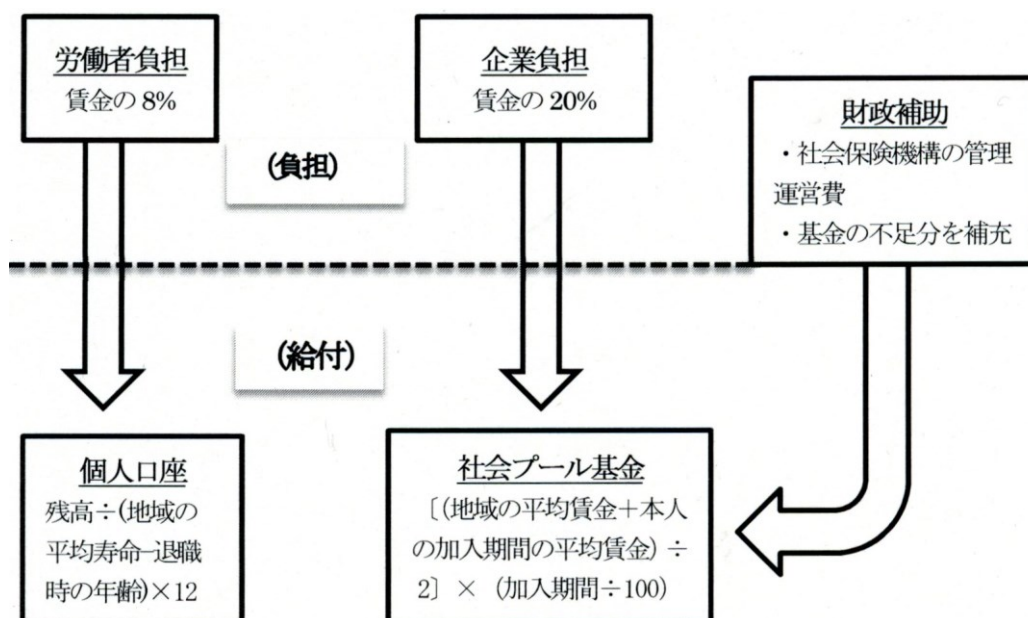 労働者負担
賃金の 8%
企業負担
賃金の 20%
財政補助
・社会保険機構の管理
運営費
・基金の不足分を補充
(負担)
(給付)
個人口座
残高÷(地域の
平均寿命−退職
時の年齢)×12
社会プール基金
〔(地域の平均賃金+本人
の加入期間の平均賃金) ÷
2〕 × (加入期間÷100)